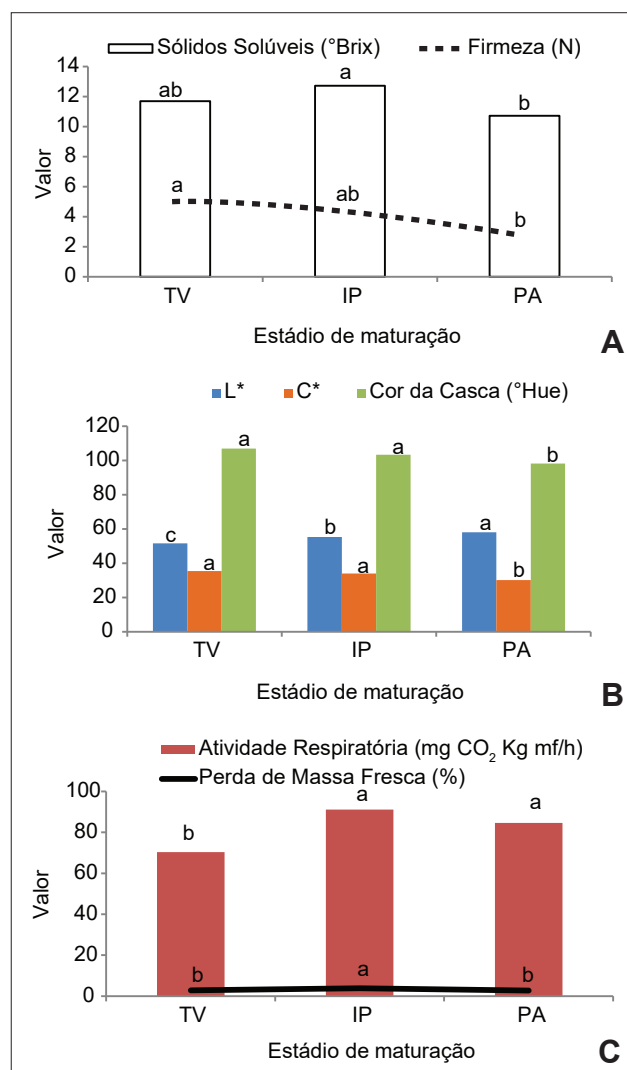 Sólidos Solúveis (°Brix) Firmeza (N)
14
12
10
8
6
4
2
0
Valor
ab a b
a ab b
TV IP PA
Estádio de maturação
A
L* C* Cor da Casca (°Hue)
120
100
80
60
40
20
0
Valor
c a a
b a a
a b b
TV IP PA
Estádio de maturação
B
Atividade Respiratória (mg CO₂ Kg mf/h)
Perda de Massa Fresca (%)
100
80
60
40
20
0
Valor
b a a
b a b
TV IP PA
Estádio de maturação
C